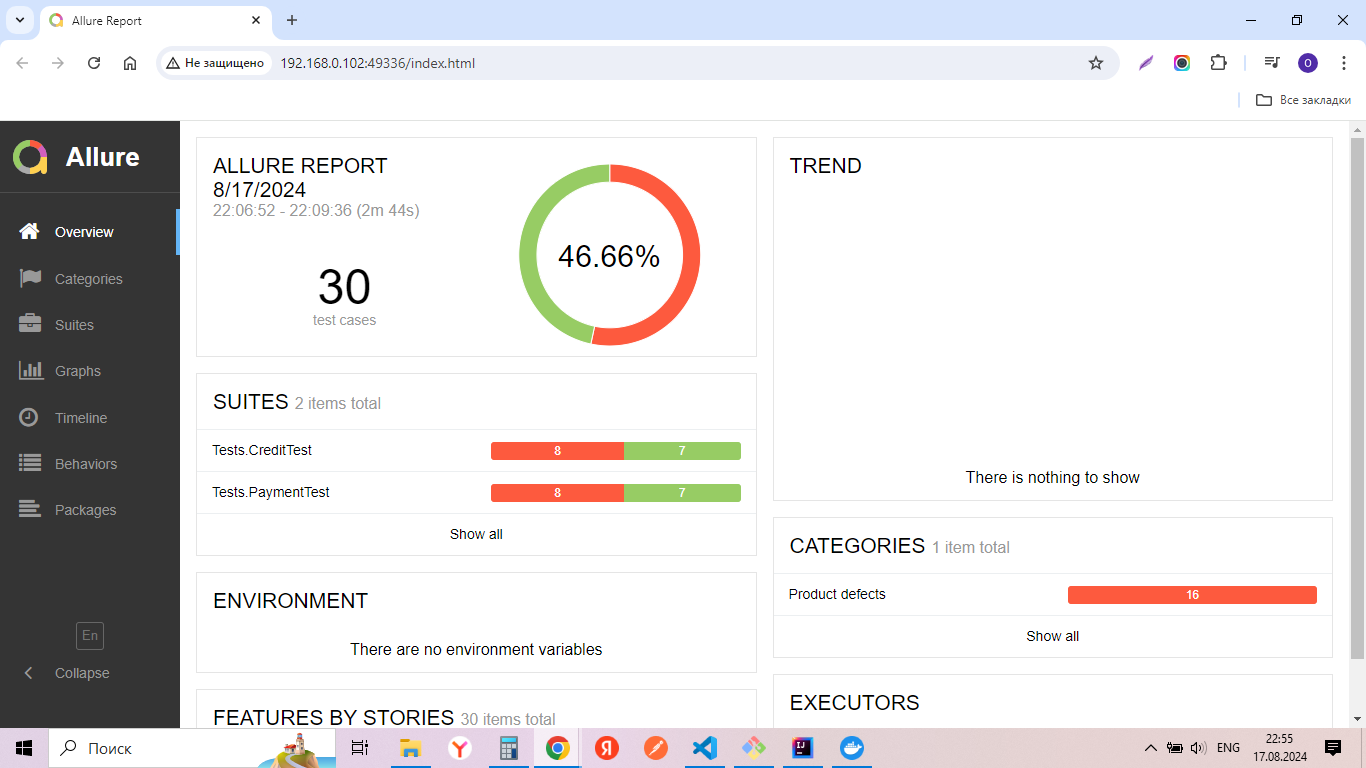 Allure Report
Не защищено
192.168.0.102:49336/index.html
O
Все закладки
Allure
Overview
Categories
Suites
Graphs
Timeline
Behaviors
Packages
En
Collapse
ALLURE REPORT
8/17/2024
22:06:52 - 22:09:36 (2m 44s)
30
test cases
46.66%
SUITES 2 items total
Tests.CreditTest 8 7
Tests.PaymentTest 8 7
Show all
ENVIRONMENT
There are no environment variables
FEATURES BY STORIES 30 items total
TREND
There is nothing to show
CATEGORIES 1 item total
Product defects 16
Show all
EXECUTORS
Поиск
Y
Я
ENG
22:55
17.08.2024